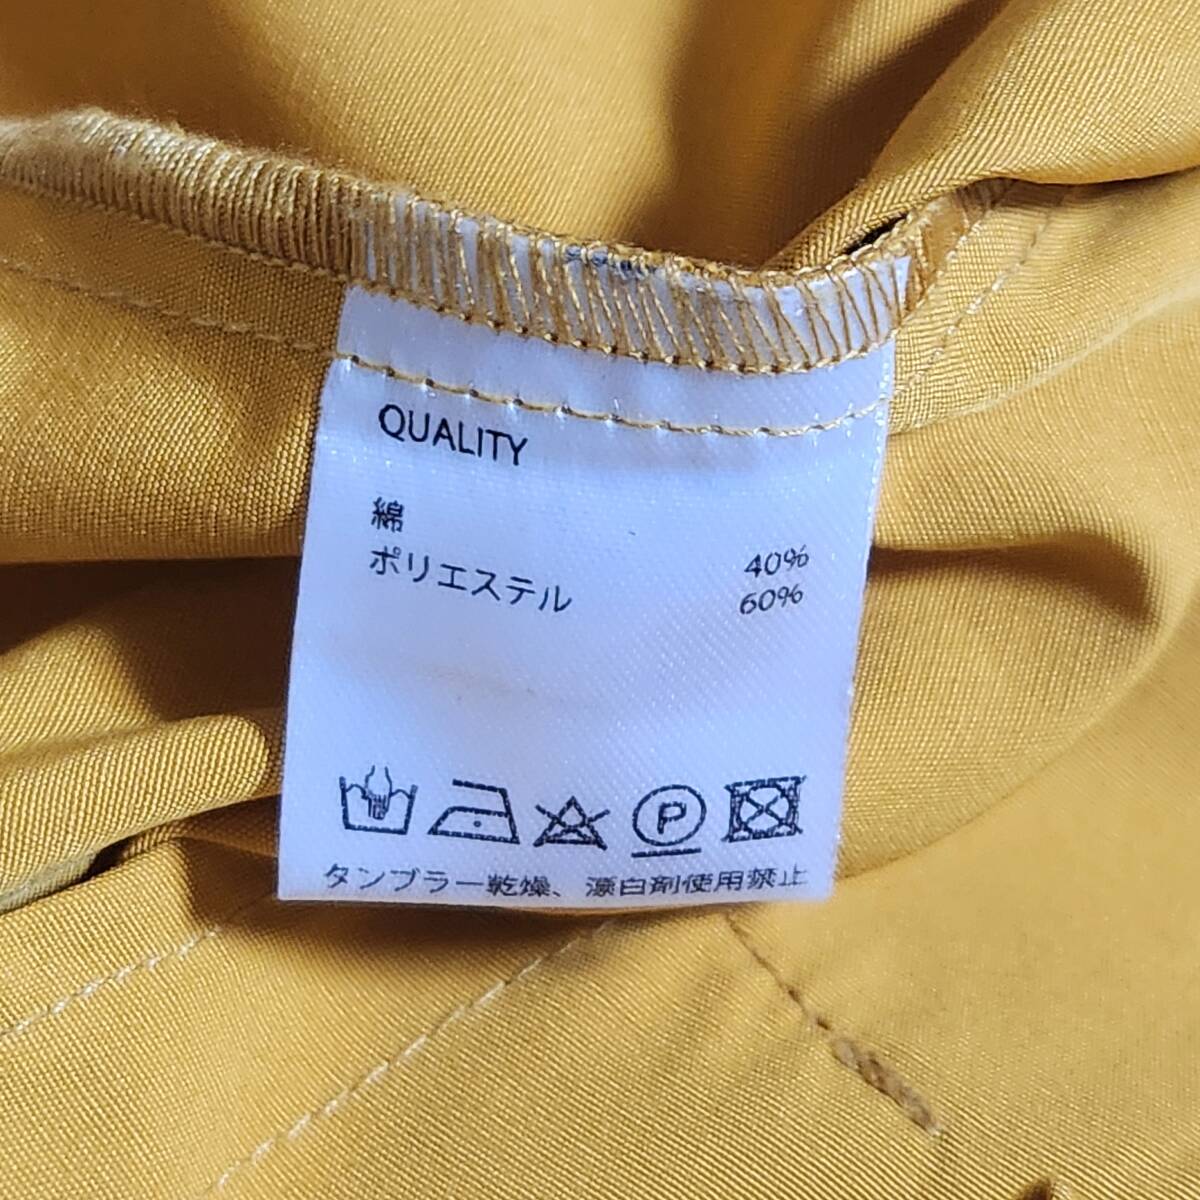 QUALITY
綿 40%
ポリエステル 60%
P
タンブラー乾燥、漂白剤使用禁止